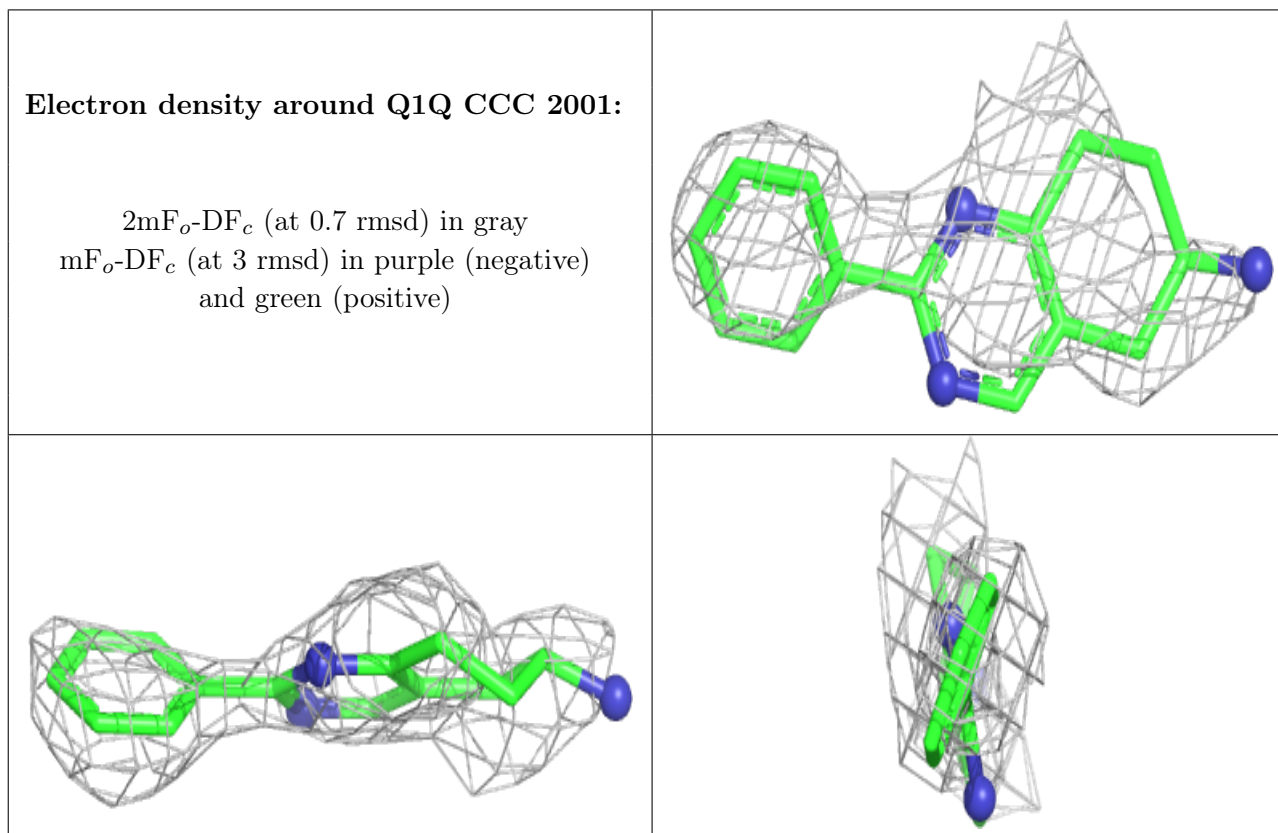 Electron density around Q1Q CCC 2001:
2mFo-DFc (at 0.7 rmsd) in gray
mFo-DFc (at 3 rmsd) in purple (negative)
and green (positive)